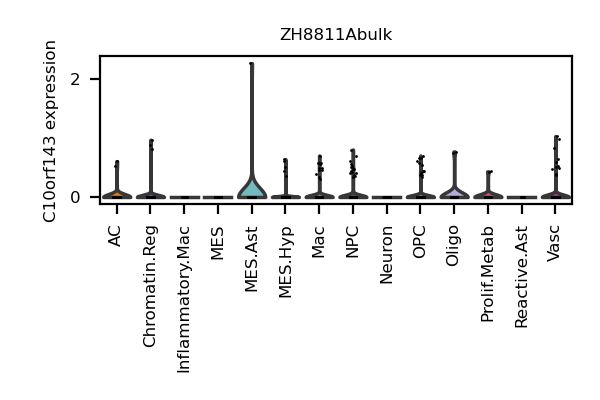 ZH8811Abulk
C10orf143 expression
2
0
AC
Chromatin.Reg
Inflammatory.Mac
MES
MES.Ast
MES.Hyp
Mac
NPC
Neuron
OPC
Oligo
Prolif.Metab
Reactive.Ast
Vasc